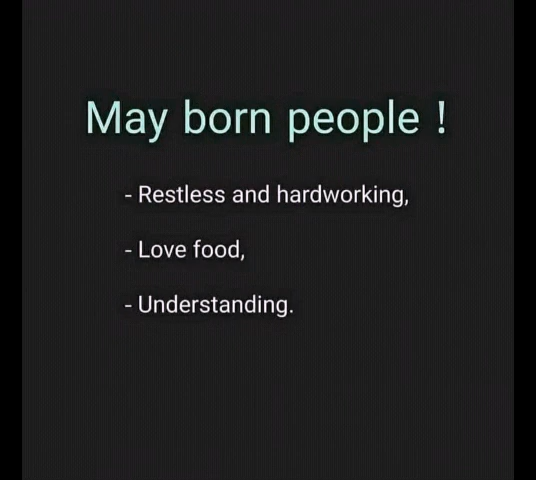 May born people !
- Restless and hardworking,
- Love food,
- Understanding.